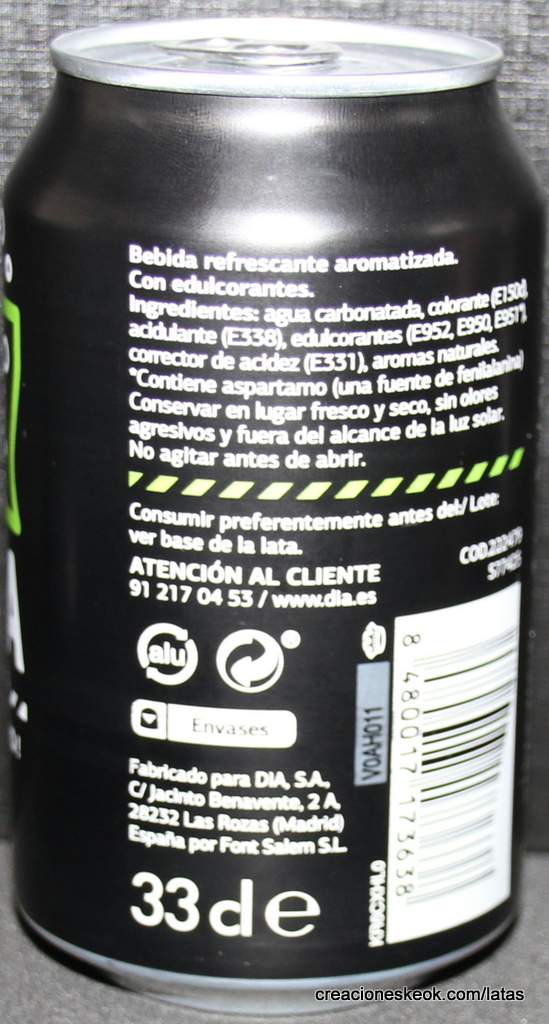 Bebida refrescante aromatizada.
Con edulcorantes.
Ingredientes: agua carbonatada, colorante (E150d),
acidulante (E338), edulcorantes (E952, E950, E951*),
corrector de acidez (E331), aromas naturales.
*Contiene aspartamo (una fuente de fenilalanina)
Conservar en lugar fresco y seco, sin olores
agresivos y fuera del alcance de la luz solar.
No agitar antes de abrir.
Consumir preferentemente antes del:/ Lote:
ver base de la lata.
ATENCIÓN AL CLIENTE
91 217 04 53 / www.dia.es
alu
Envases
Fabricado para DIA, S.A.,
C/ Jacinto Benavente, 2 A,
28232 Las Rozas (Madrid)
España por Font Salem S.L.
33 cl e
V0AH011
8 480017 173638
creacioneskeok.com/latas